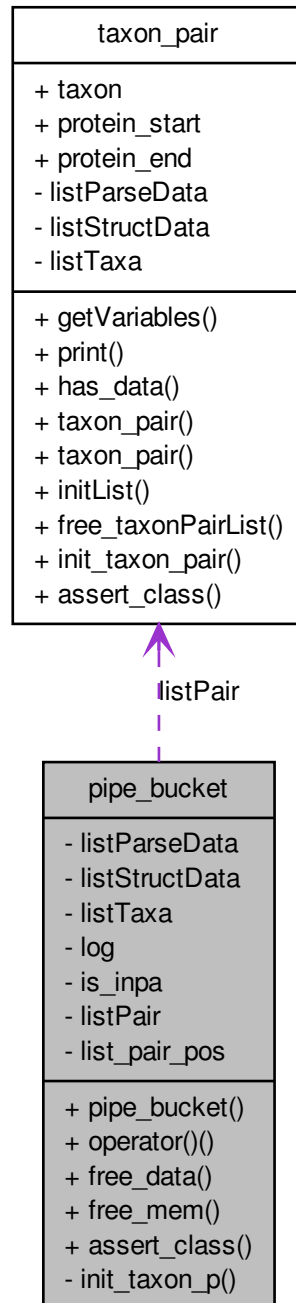 taxon_pair
+ taxon
+ protein_start
+ protein_end
- listParseData
- listStructData
- listTaxa
+ getVariables()
+ print()
+ has_data()
+ taxon_pair()
+ taxon_pair()
+ initList()
+ free_taxonPairList()
+ init_taxon_pair()
+ assert_class()
listPair
pipe_bucket
- listParseData
- listStructData
- listTaxa
- log
- is_inpa
- listPair
- list_pair_pos
+ pipe_bucket()
+ operator()()
+ free_data()
+ free_mem()
+ assert_class()
- init_taxon_p()